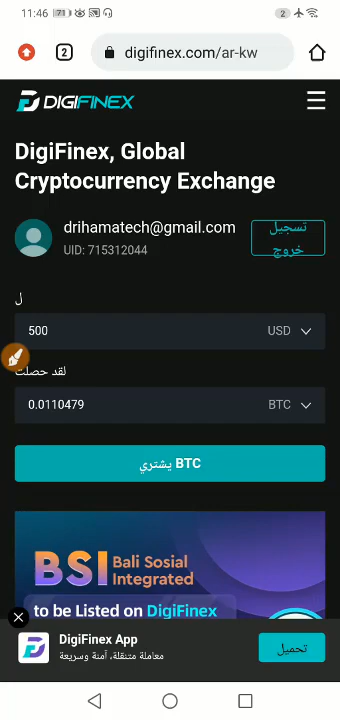 11:46
71
2
2
digifinex.com/ar-kw
DIGIFINEX
DigiFinex, Global
Cryptocurrency Exchange
drihamatech@gmail.com
UID: 715312044
تسجيل
خروج
ل
500 USD
لقد حصلت
0.0110479 BTC
يشتري BTC
BSI Bali Sosial
Integrated
to be Listed on DigiFinex
DigiFinex App
معاملة متنقلة، آمنة وسريعة
تحميل